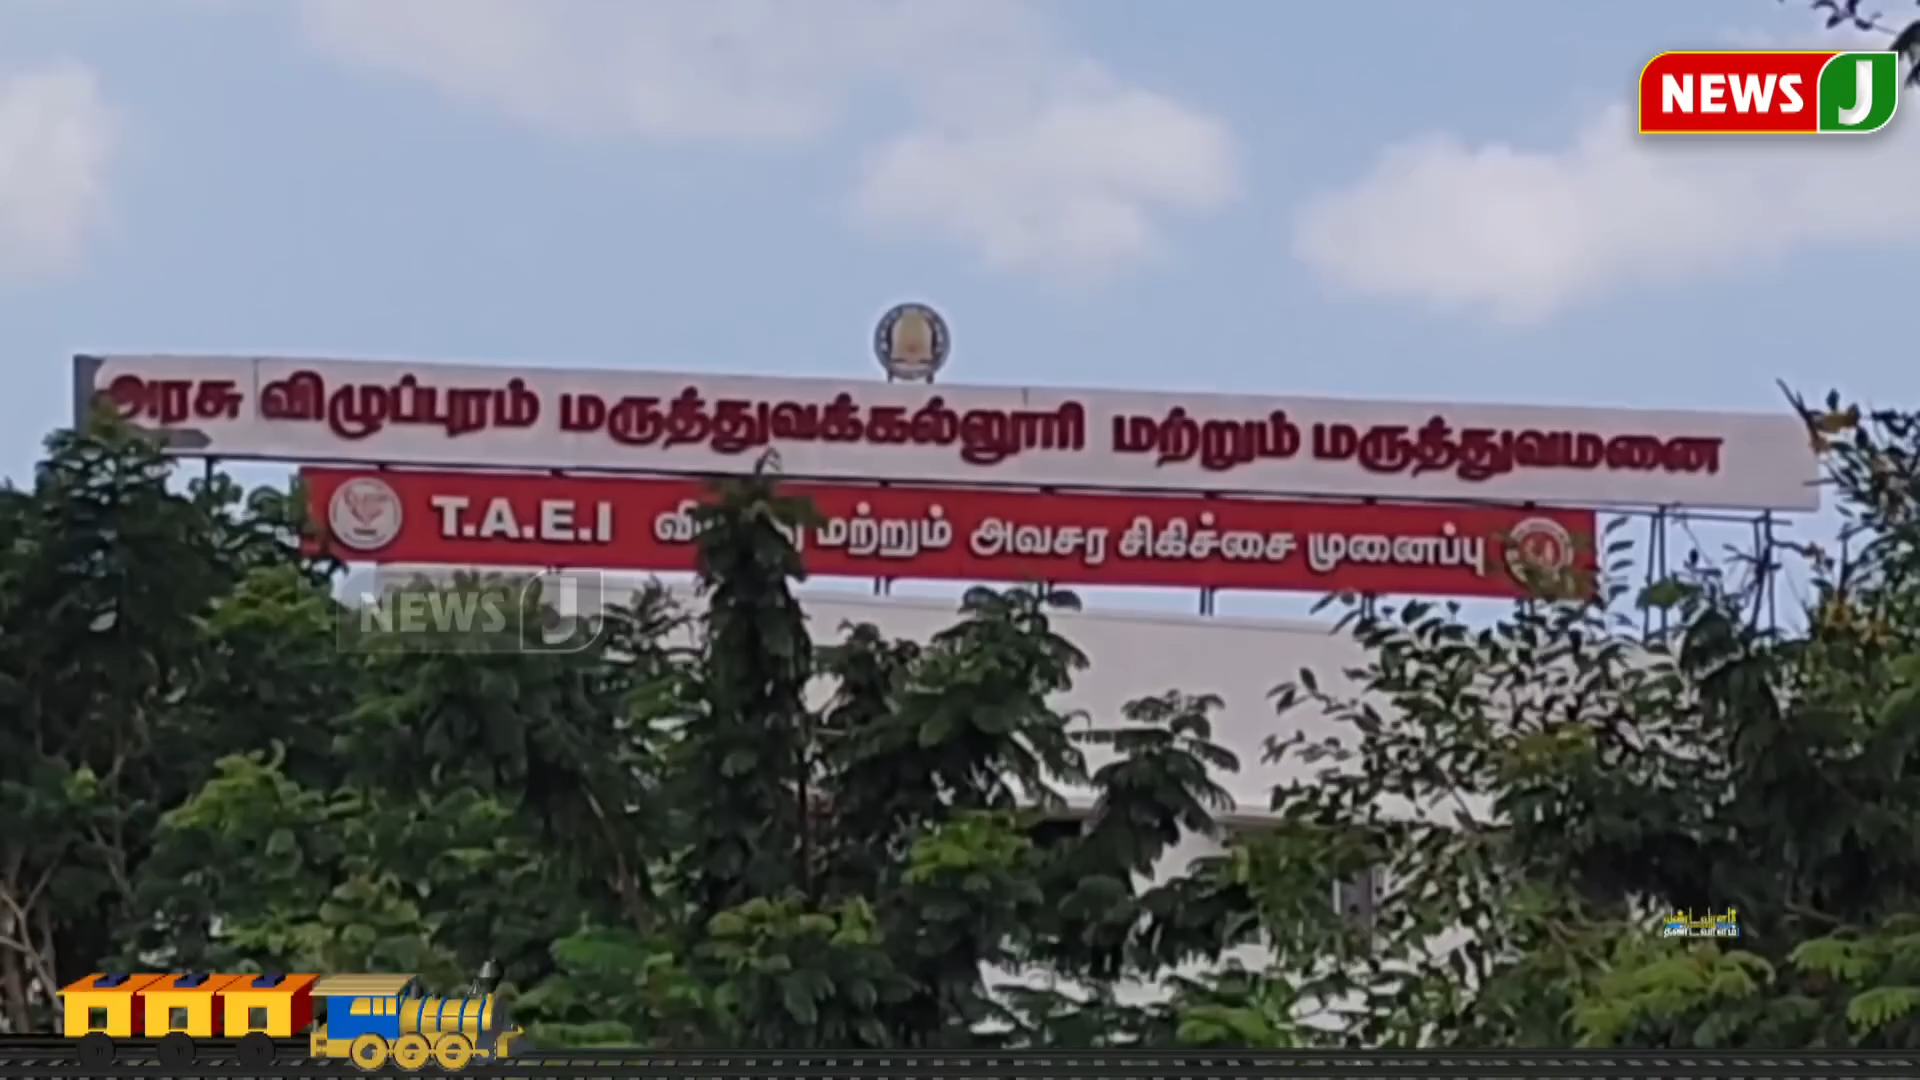 NEWS J
அரசு விழுப்புரம் மருத்துவக்கல்லூரி மற்றும் மருத்துவமனை
T.A.E.I மற்றும் அவசர சிகிச்சை முனைப்பு
NEWS J